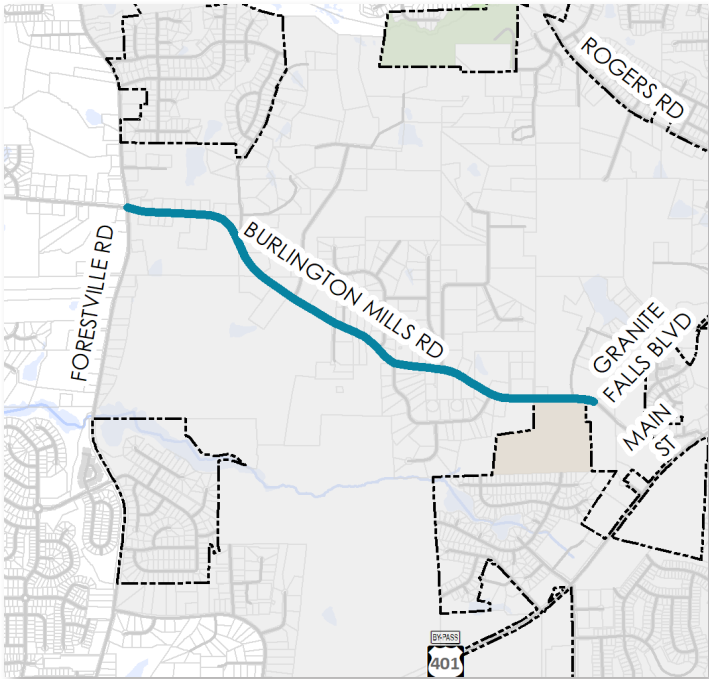 ROGERS RD
BURLINGTON MILLS RD
FORESTVILLE RD
GRANITE
FALLS BLVD
MAIN
ST
BY-PASS
401